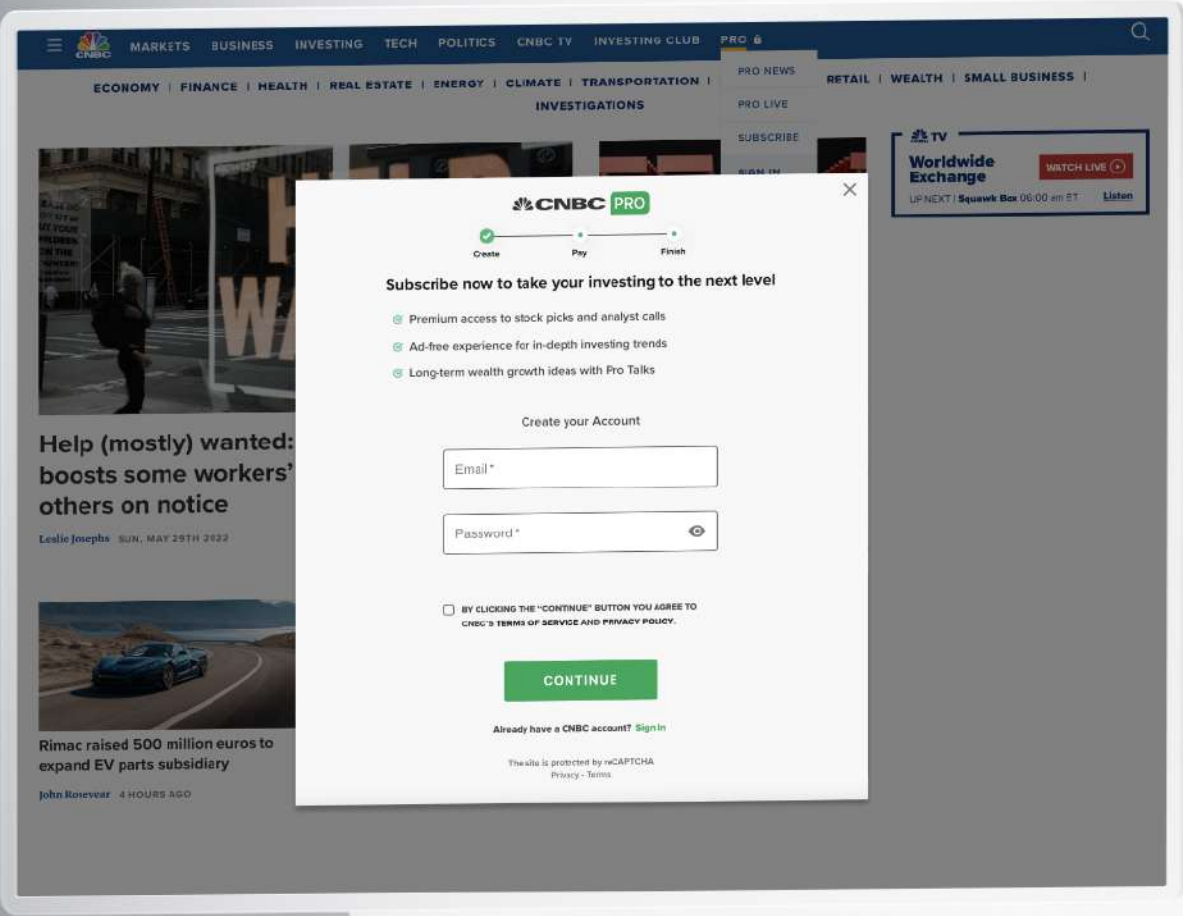 CNBC
MARKETS BUSINESS INVESTING TECH POLITICS CNBC TV INVESTING CLUB PRO
ECONOMY | FINANCE | HEALTH | REAL ESTATE | ENERGY | CLIMATE | TRANSPORTATION | RETAIL | WEALTH | SMALL BUSINESS |
INVESTIGATIONS
PRO NEWS
PRO LIVE
SUBSCRIBE
SIGN IN
TV
Worldwide
Exchange
WATCH LIVE
UP NEXT | Squawk Box 06:00 am ET Listen
CNBC PRO
Create Pay Finish
Subscribe now to take your investing to the next level
Premium access to stock picks and analyst calls
Ad-free experience for in-depth investing trends
Long-term wealth growth ideas with Pro Talks
Create your Account
Email*
Password*
BY CLICKING THE "CONTINUE" BUTTON YOU AGREE TO
CNBC'S TERMS OF SERVICE AND PRIVACY POLICY.
CONTINUE
Already have a CNBC account? Sign In
The site is protected by reCAPTCHA
Privacy - Terms
Help (mostly) wanted:
boosts some workers'
others on notice
Leslie Josephs SUN, MAY 29TH 2022
Rimac raised 500 million euros to
expand EV parts subsidiary
John Rosevear 4 HOURS AGO